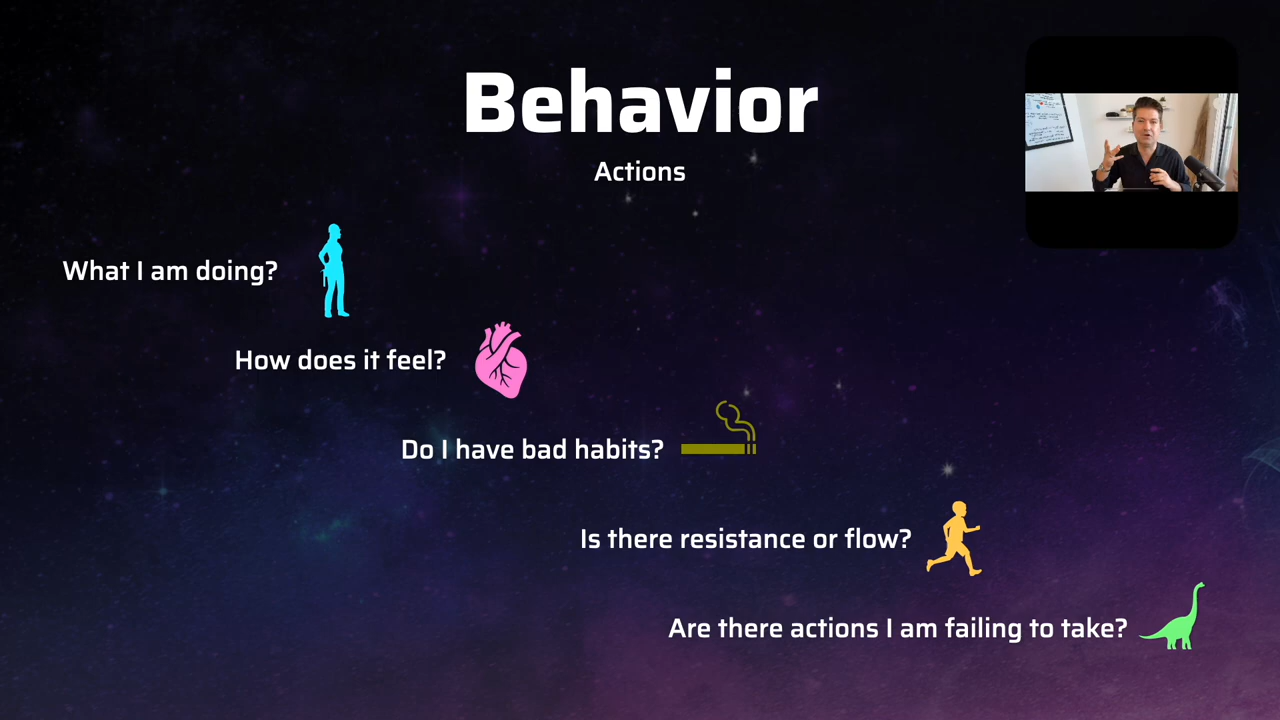 Behavior
Actions
What I am doing?
How does it feel?
Do I have bad habits?
Is there resistance or flow?
Are there actions I am failing to take?